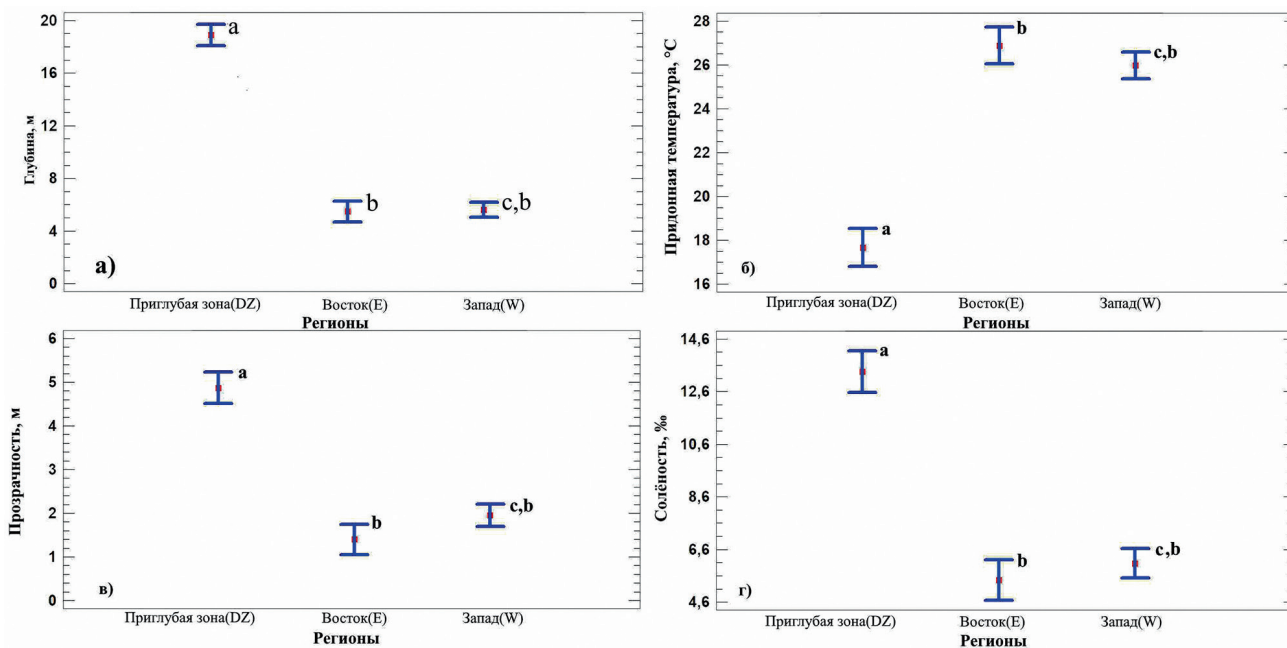 Глубина, м
20
16
12
8
4
0
a
b
c,b
а)
Приглубая зона(DZ) Восток(E) Запад(W)
Регионы
Придонная температура, °C
28
26
24
22
20
18
16
b
c,b
a
б)
Приглубая зона(DZ) Восток(E) Запад(W)
Регионы
Прозрачность, м
6
5
4
3
2
1
0
a
b
c,b
в)
Приглубая зона(DZ) Восток(E) Запад(W)
Регионы
Солёность, ‰
14,6
12,6
10,6
8,6
6,6
4,6
a
b
c,b
г)
Приглубая зона(DZ) Восток(E) Запад(W)
Регионы